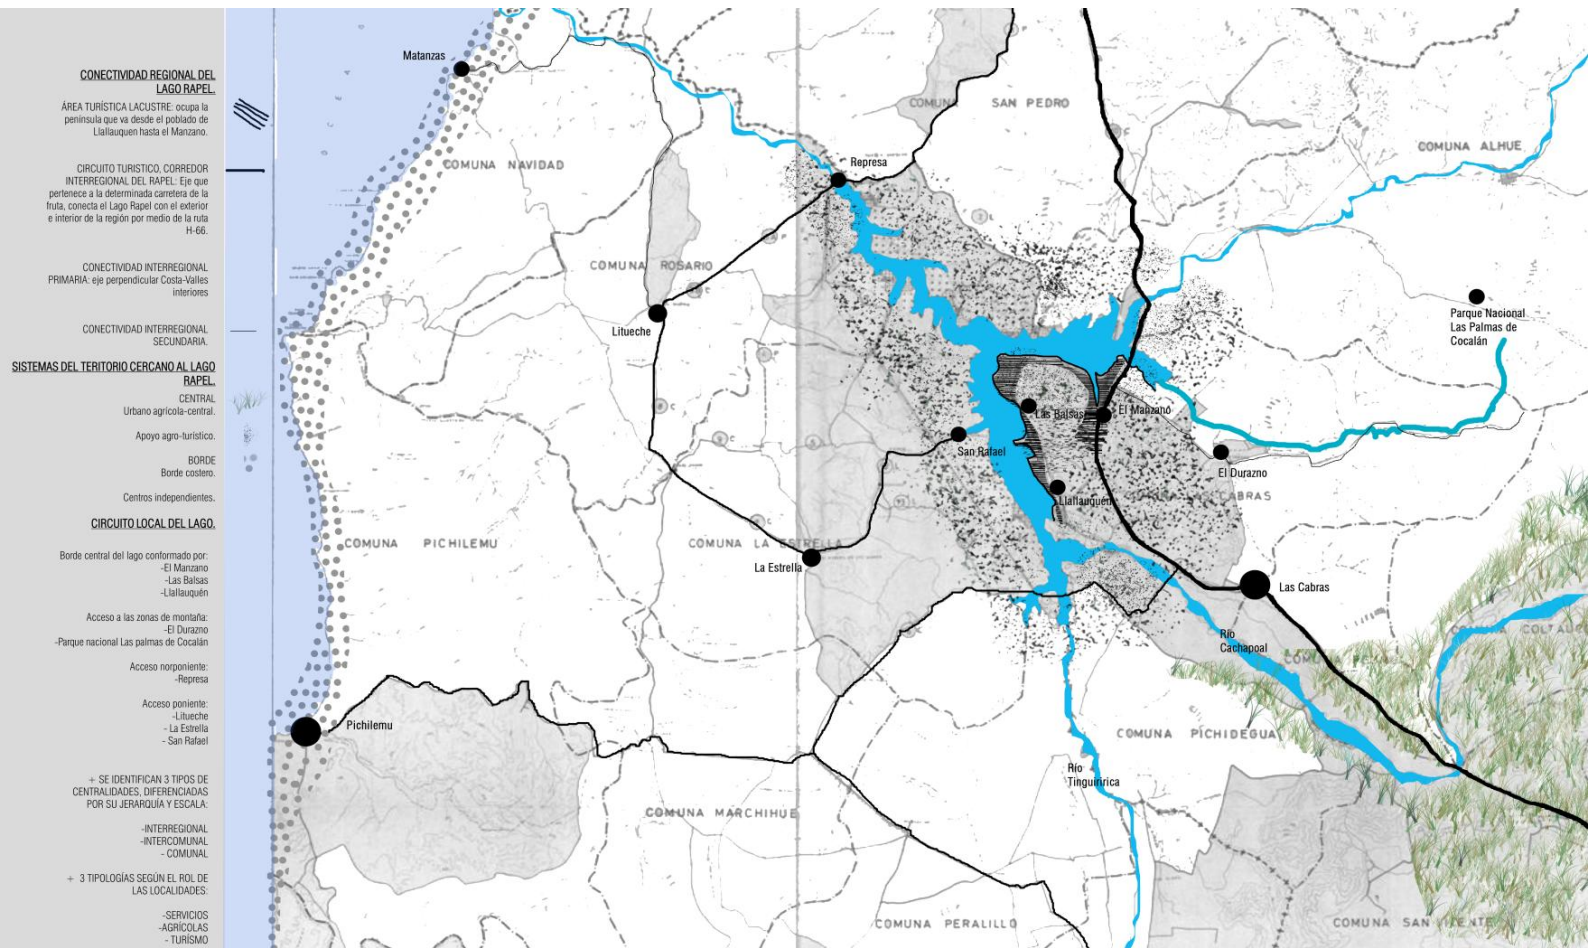 CONECTIVIDAD REGIONAL DEL
LAGO RAPEL.
ÁREA TURÍSTICA LACUSTRE: ocupa la
península que va desde el poblado de
Llallauquen hasta el Manzano.
CIRCUITO TURISTICO, CORREDOR
INTERREGIONAL DEL RAPEL: Eje que
pertenece a la determinada carretera de la
fruta, conecta el Lago Rapel con el exterior
e interior de la región por medio de la ruta
H-66.
CONECTIVIDAD INTERREGIONAL
PRIMARIA: eje perpendicular Costa-Valles
interiores
CONECTIVIDAD INTERREGIONAL
SECUNDARIA.
SISTEMAS DEL TERITORIO CERCANO AL LAGO
RAPEL.
CENTRAL
Urbano agrícola-central.
Apoyo agro-turístico.
BORDE
Borde costero.
Centros independientes.
CIRCUITO LOCAL DEL LAGO.
Borde central del lago conformado por:
-El Manzano
-Las Balsas
-Llallauquén
Acceso a las zonas de montaña:
-El Durazno
-Parque nacional Las palmas de Cocalán
Acceso norponiente:
-Represa
Acceso poniente:
-Litueche
- La Estrella
- San Rafael
+ SE IDENTIFICAN 3 TIPOS DE
CENTRALIDADES, DIFERENCIADAS
POR SU JERARQUÍA Y ESCALA:
-INTERREGIONAL
-INTERCOMUNAL
- COMUNAL
+ 3 TIPOLOGÍAS SEGÚN EL ROL DE
LAS LOCALIDADES:
-SERVICIOS
-AGRÍCOLAS
- TURÍSMO
Matanzas
COMUNA NAVIDAD
COMUNA SAN PEDRO
COMUNA ALHUE
Represa
COMUNA ROSARIO
Litueche
Parque Nacional
Las Palmas de
Cocalán
Las Balsas
El Manzano
San Rafael
El Durazno
Llallauquén
CABRAS
COMUNA PICHILEMU
COMUNA LA ESTRELLA
La Estrella
Las Cabras
Río
Cachapoal
Pichilemu
COMUNA PICHIDEGUA
Río
Tinguiririca
COMUNA MARCHIHUE
COMUNA PERALILLO
COMUNA SAN VICENTE